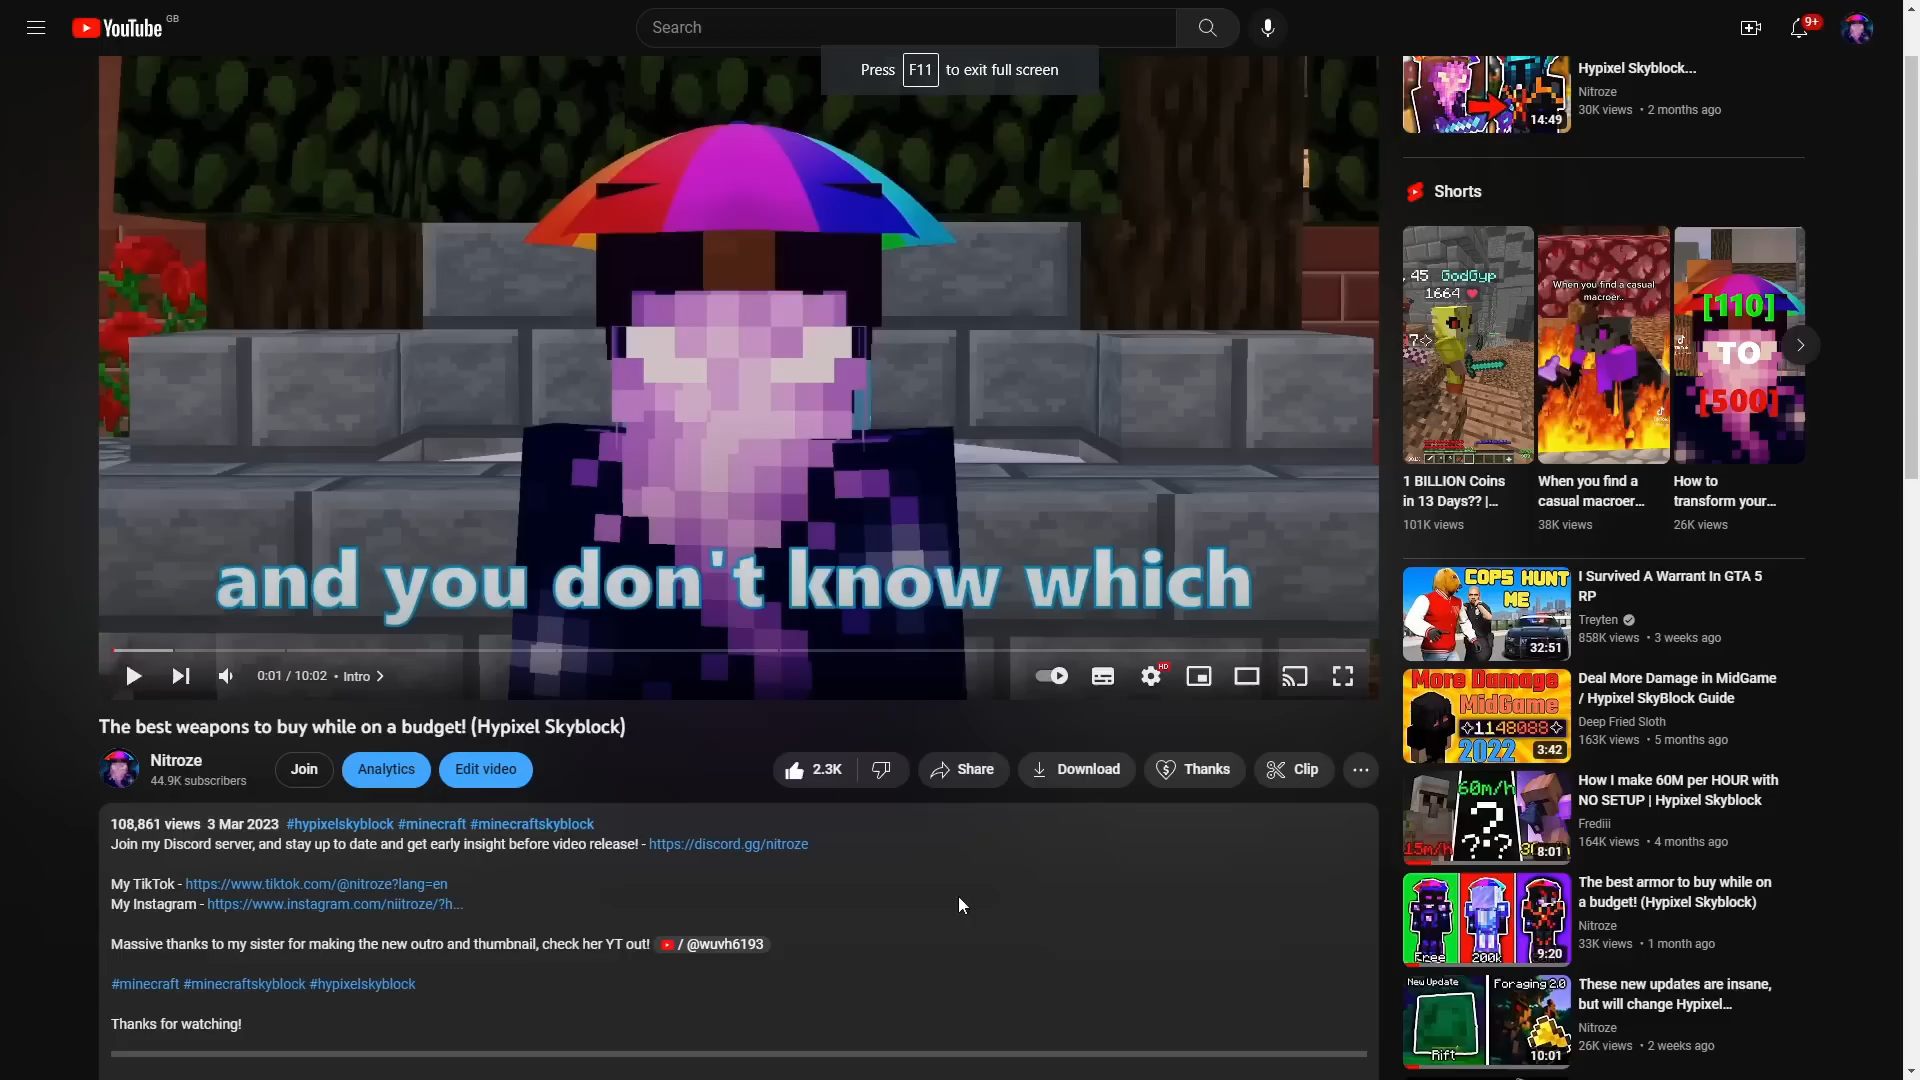 YouTube GB
Search
9+
Press F11 to exit full screen
and you don't know which
0:01 / 10:02 • Intro
HD
The best weapons to buy while on a budget! (Hypixel Skyblock)
Nitroze
44.9K subscribers
Join
Analytics
Edit video
2.3K
Share
Download
Thanks
Clip
108,861 views 3 Mar 2023 #hypixelskyblock #minecraft #minecraftskyblock
Join my Discord server, and stay up to date and get early insight before video release! - https://discord.gg/nitroze
My TikTok - https://www.tiktok.com/@nitroze?lang=en
My Instagram - https://www.instagram.com/niitroze/?h...
Massive thanks to my sister for making the new outro and thumbnail, check her YT out! / @wuvh6193
#minecraft #minecraftskyblock #hypixelskyblock
Thanks for watching!
14:49
Hypixel Skyblock...
Nitroze
30K views • 2 months ago
Shorts
45 GodGyp
1664
7
1 BILLION Coins
in 13 Days?? |...
101K views
When you find a casual
macroer..
When you find a
casual macroer...
38K views
[110]
TO
[500]
How to
transform your...
26K views
COPS HUNT
ME
32:51
I Survived A Warrant In GTA 5
RP
Treyten
858K views • 3 weeks ago
More Damage
MidGame
1148088
2022
3:42
Deal More Damage in MidGame
/ Hypixel SkyBlock Guide
Deep Fried Sloth
163K views • 5 months ago
60m/h
?
15m/h
8:01
How I make 60M per HOUR with
NO SETUP | Hypixel Skyblock
Frediii
164K views • 4 months ago
Free
200k
9:20
The best armor to buy while on
a budget! (Hypixel Skyblock)
Nitroze
33K views • 1 month ago
New Update
Foraging 2.0
Rift
10:01
These new updates are insane,
but will change Hypixel...
Nitroze
26K views • 2 weeks ago